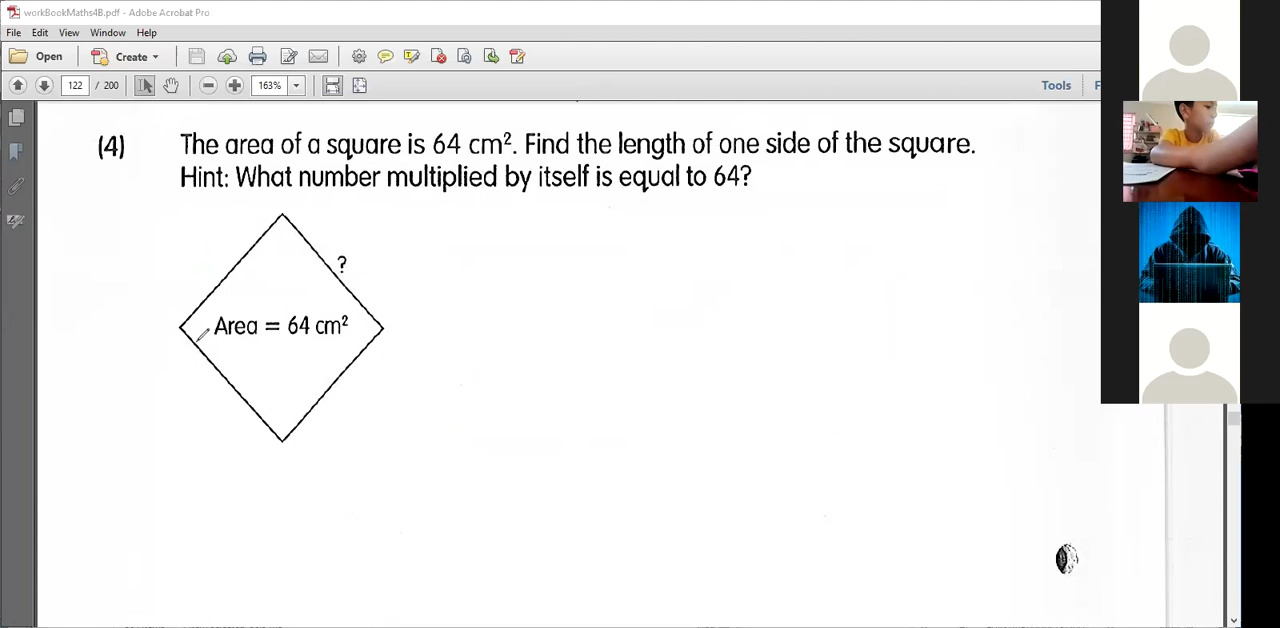 workBookMaths4B.pdf - Adobe Acrobat Pro
File Edit View Window Help
Open Create
122 / 200 163% Tools
(4) The area of a square is 64 cm². Find the length of one side of the square.
Hint: What number multiplied by itself is equal to 64?
?
Area = 64 cm²